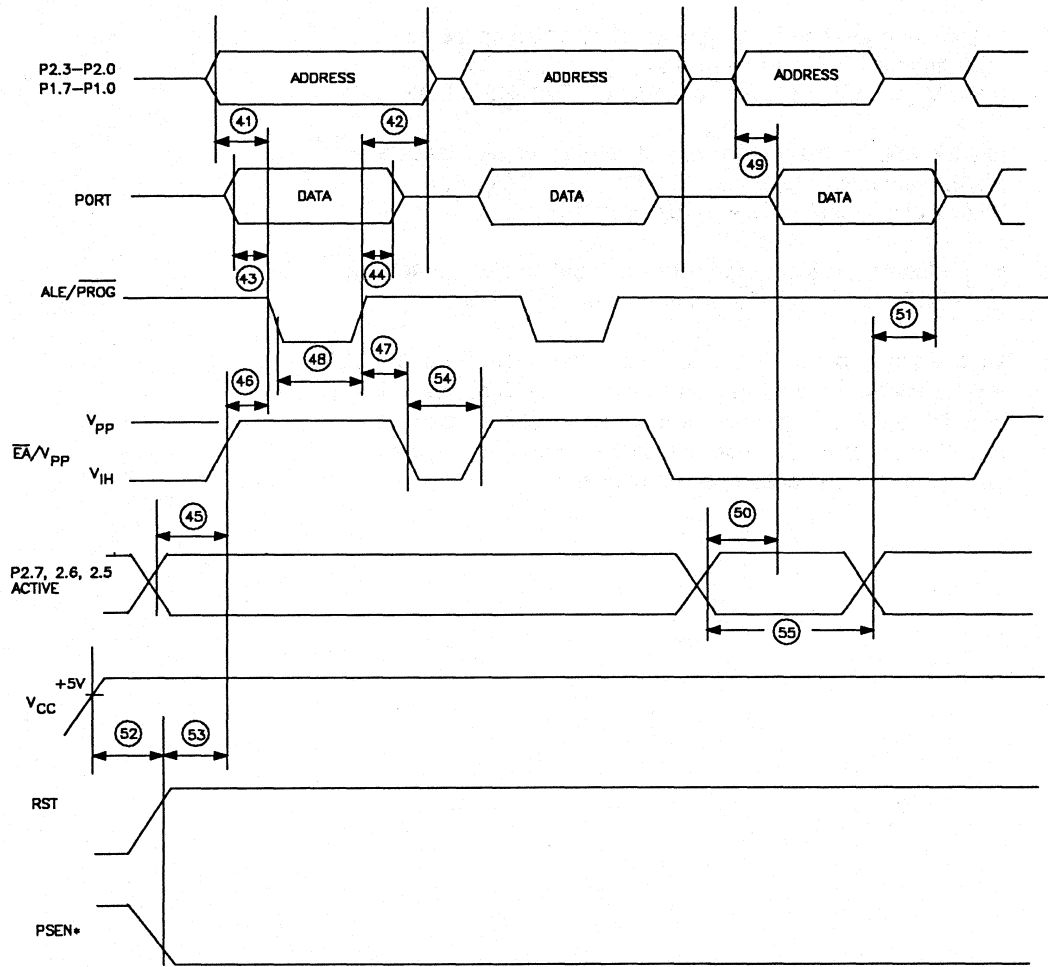 P2.3–P2.0
P1.7–P1.0
ADDRESS
ADDRESS
ADDRESS
41
42
49
PORT
DATA
DATA
DATA
43
44
ALE/PROG
51
48
47
46
54
VPP
EA/VPP
VIH
45
50
P2.7, 2.6, 2.5
ACTIVE
55
+5V
VCC
52
53
RST
PSEN*